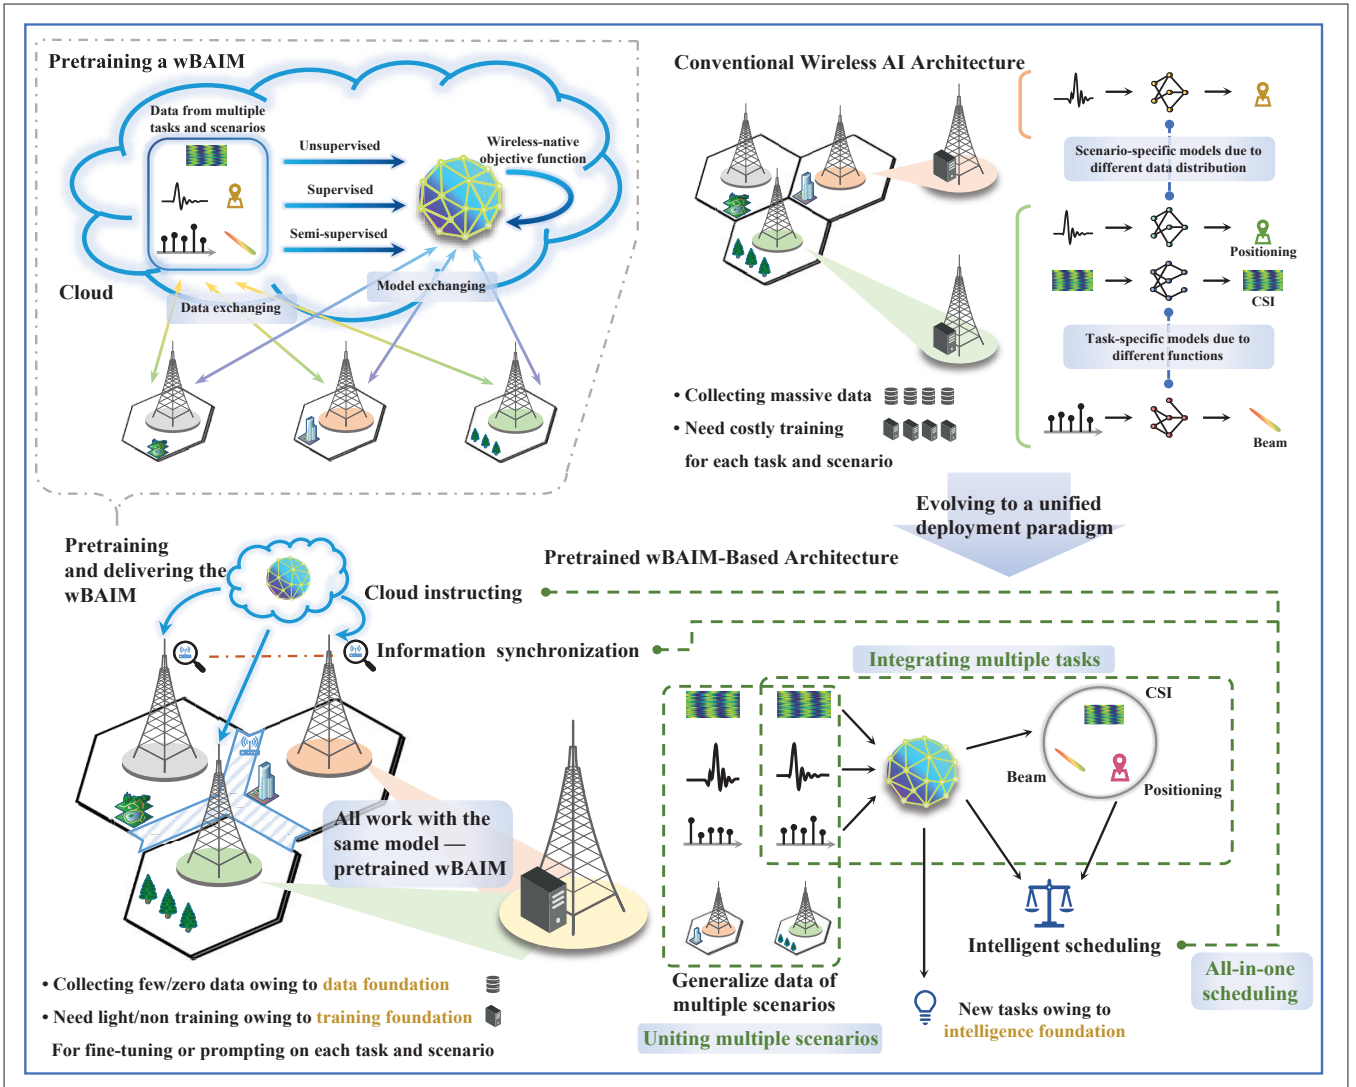 Pretraining a wBAIM
Data from multiple
tasks and scenarios
Unsupervised
Supervised
Semi-supervised
Wireless-native
objective function
Cloud
Data exchanging
Model exchanging
Conventional Wireless AI Architecture
Scenario-specific models due to
different data distribution
Positioning
CSI
Task-specific models due to
different functions
Beam
• Collecting massive data
• Need costly training
for each task and scenario
Evolving to a unified
deployment paradigm
Pretraining
and delivering the
wBAIM
Pretrained wBAIM-Based Architecture
Cloud instructing
Information synchronization
All work with the
same model —
pretrained wBAIM
• Collecting few/zero data owing to data foundation
• Need light/non training owing to training foundation
For fine-tuning or prompting on each task and scenario
Integrating multiple tasks
CSI
Beam
Positioning
Intelligent scheduling
All-in-one
scheduling
Generalize data of
multiple scenarios
Uniting multiple scenarios
New tasks owing to
intelligence foundation